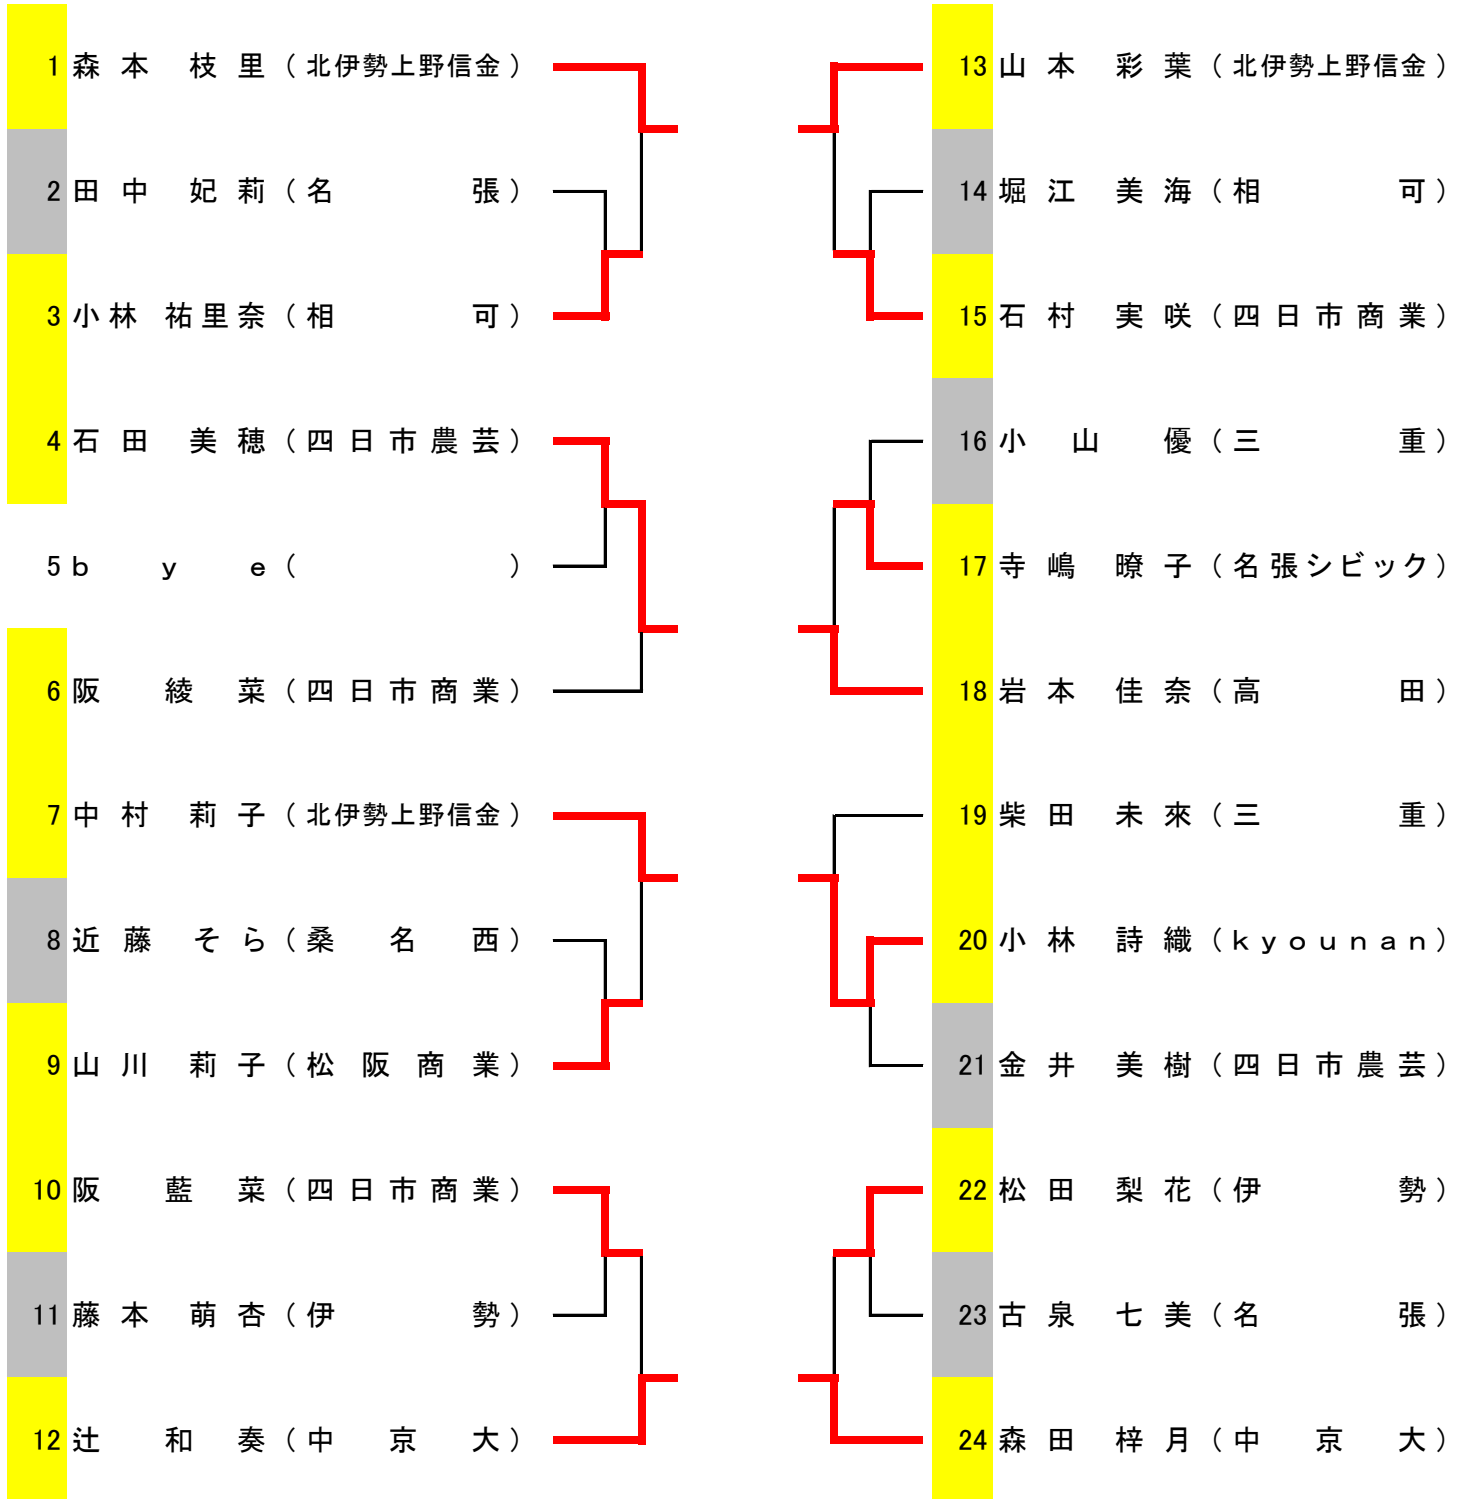 1 森本 枝里（北伊勢上野信金）
2 田中 妃莉（名張）
3 小林 祐里奈（相可）
4 石田 美穂（四日市農芸）
5 ｂｙｅ（ ）
6 阪 綾菜（四日市商業）
7 中村 莉子（北伊勢上野信金）
8 近藤 そら（桑名西）
9 山川 莉子（松阪商業）
10 阪 藍菜（四日市商業）
11 藤本 萌杏（伊勢）
12 辻 和奏（中京大）
13 山本 彩葉（北伊勢上野信金）
14 堀江 美海（相可）
15 石村 実咲（四日市商業）
16 小山 優（三重）
17 寺嶋 暸子（名張シビック）
18 岩本 佳奈（高田）
19 柴田 未來（三重）
20 小林 詩織（ｋｙｏｕｎａｎ）
21 金井 美樹（四日市農芸）
22 松田 梨花（伊勢）
23 古泉 七美（名張）
24 森田 梓月（中京大）